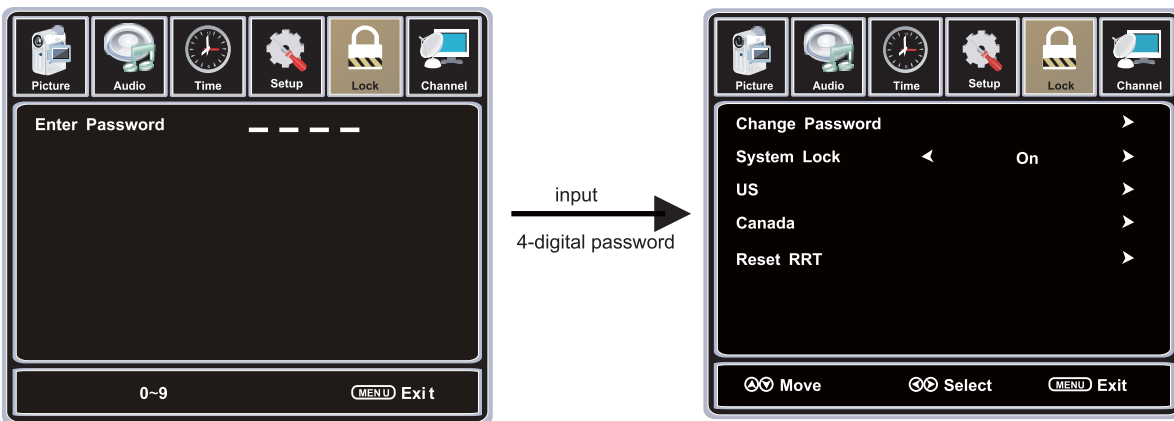 Picture Audio Time Setup Lock Channel
Enter Password _ _ _ _
0~9 MENU Exit
input
4-digital password
Picture Audio Time Setup Lock Channel
Change Password
System Lock On
US
Canada
Reset RRT
Move Select MENU Exit